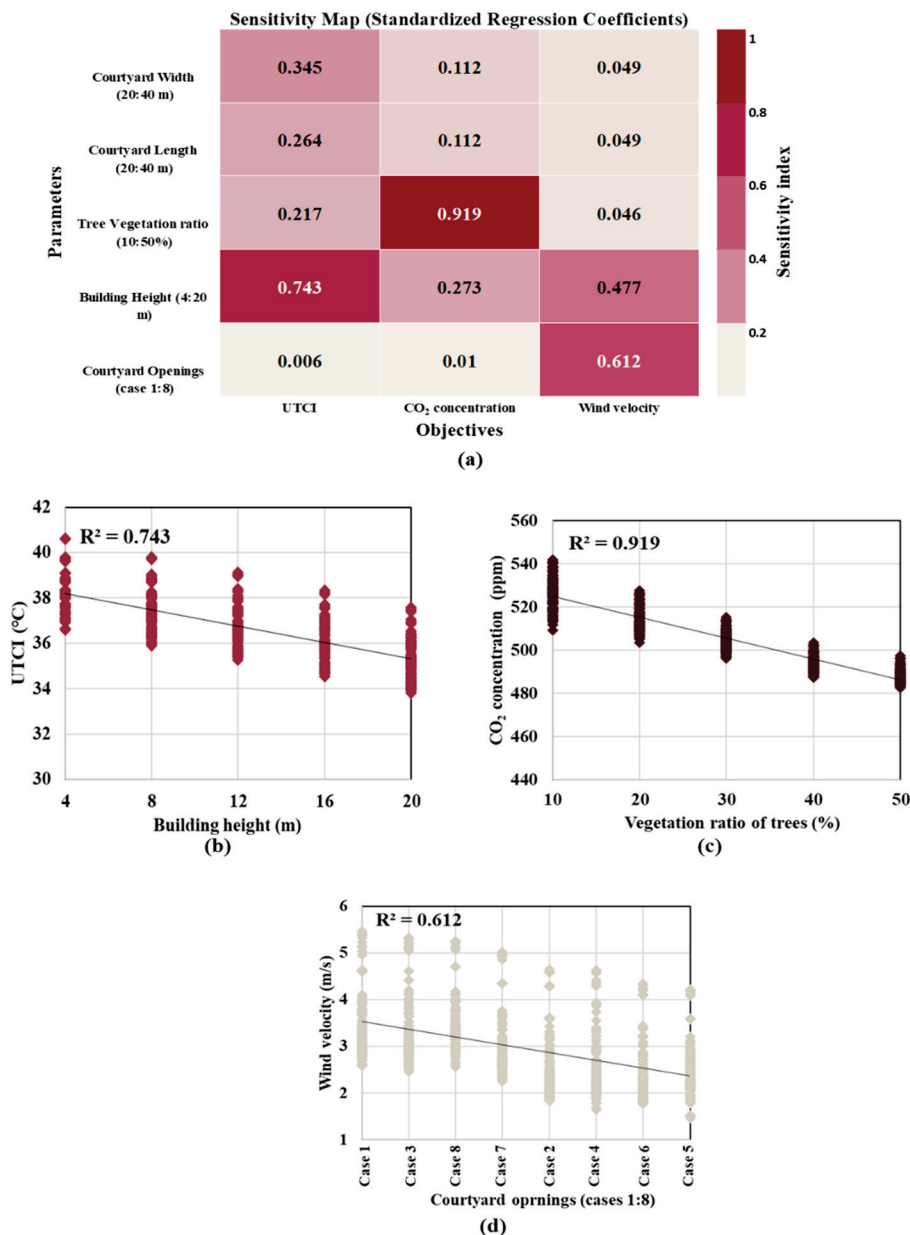 Sensitivity Map (Standardized Regression Coefficients)
Parameters
Courtyard Width
(20:40 m)
0.345 0.112 0.049
Courtyard Length
(20:40 m)
0.264 0.112 0.049
Tree Vegetation ratio
(10:50%)
0.217 0.919 0.046
Building Height (4:20
m)
0.743 0.273 0.477
Courtyard Openings
(case 1:8)
0.006 0.01 0.612
UTCI CO₂ concentration Wind velocity
Objectives
1
0.8
0.6
0.4
0.2
Sensitivity index
(a)
R² = 0.743
UTCI (°C)
42
40
38
36
34
32
30
4 8 12 16 20
Building height (m)
(b)
R² = 0.919
CO₂ concentration (ppm)
560
540
520
500
480
460
440
10 20 30 40 50
Vegetation ratio of trees (%)
(c)
R² = 0.612
Wind velocity (m/s)
6
5
4
3
2
1
Case 1
Case 3
Case 8
Case 7
Case 2
Case 4
Case 6
Case 5
Courtyard oprnings (cases 1:8)
(d)